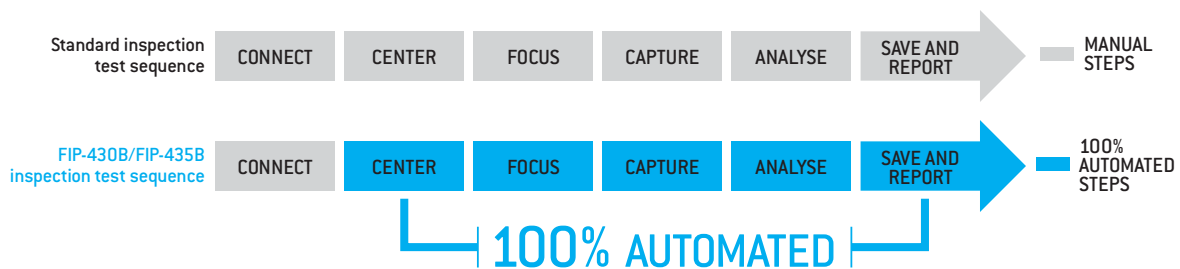 Standard inspection
test sequence
CONNECT
CENTER
FOCUS
CAPTURE
ANALYSE
SAVE AND
REPORT
MANUAL
STEPS
FIP-430B/FIP-435B
inspection test sequence
CONNECT
CENTER
FOCUS
CAPTURE
ANALYSE
SAVE AND
REPORT
100%
AUTOMATED
STEPS
100% AUTOMATED